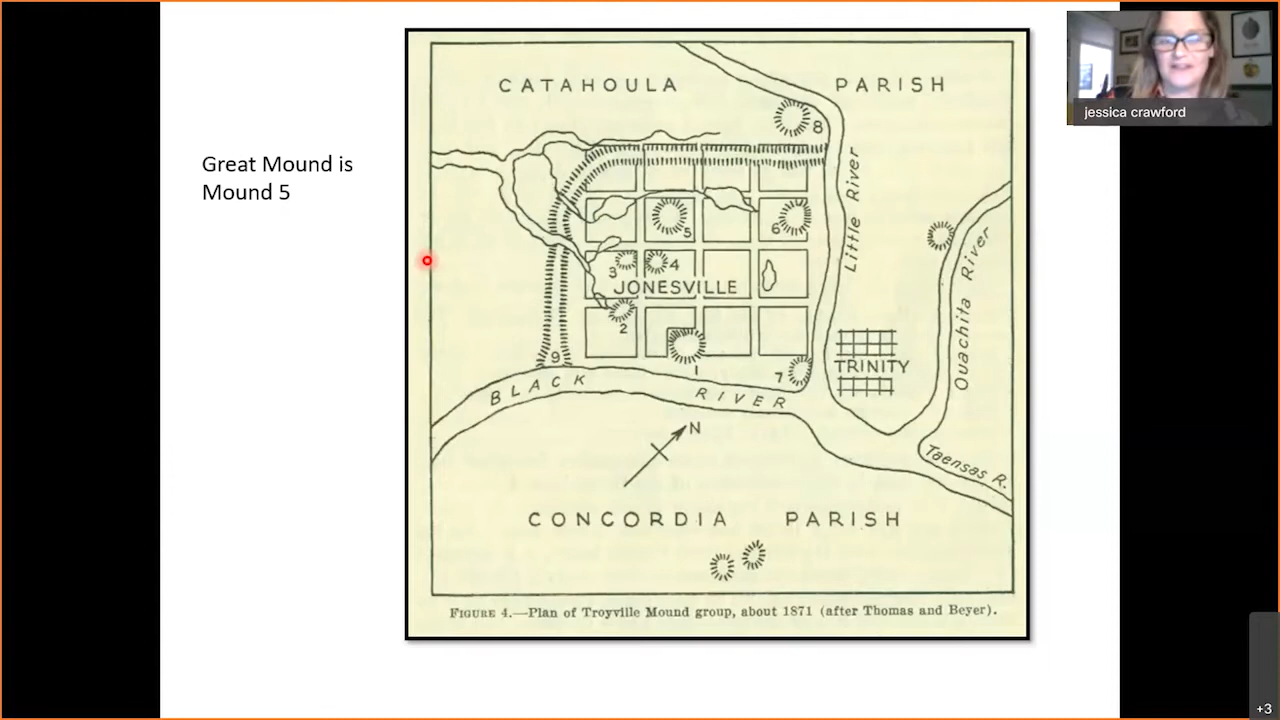 Great Mound is
Mound 5
CATAHOULA PARISH
8
5
6
3
4
JONESVILLE
2
1
7
9
Little River
Ouachita River
TRINITY
BLACK RIVER
Taensas R.
N
CONCORDIA PARISH
FIGURE 4.—Plan of Troyville Mound group, about 1871 (after Thomas and Beyer).
jessica crawford
+3